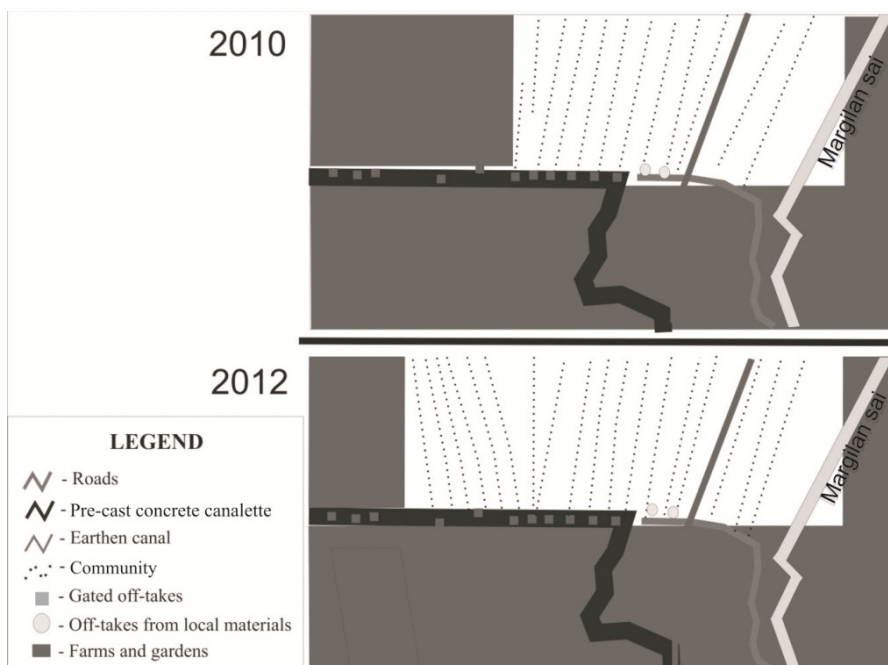 2010
Margilan sai
2012
Margilan sai
LEGEND
- Roads
- Pre-cast concrete canalette
- Earthen canal
- Community
- Gated off-takes
- Off-takes from local materials
- Farms and gardens